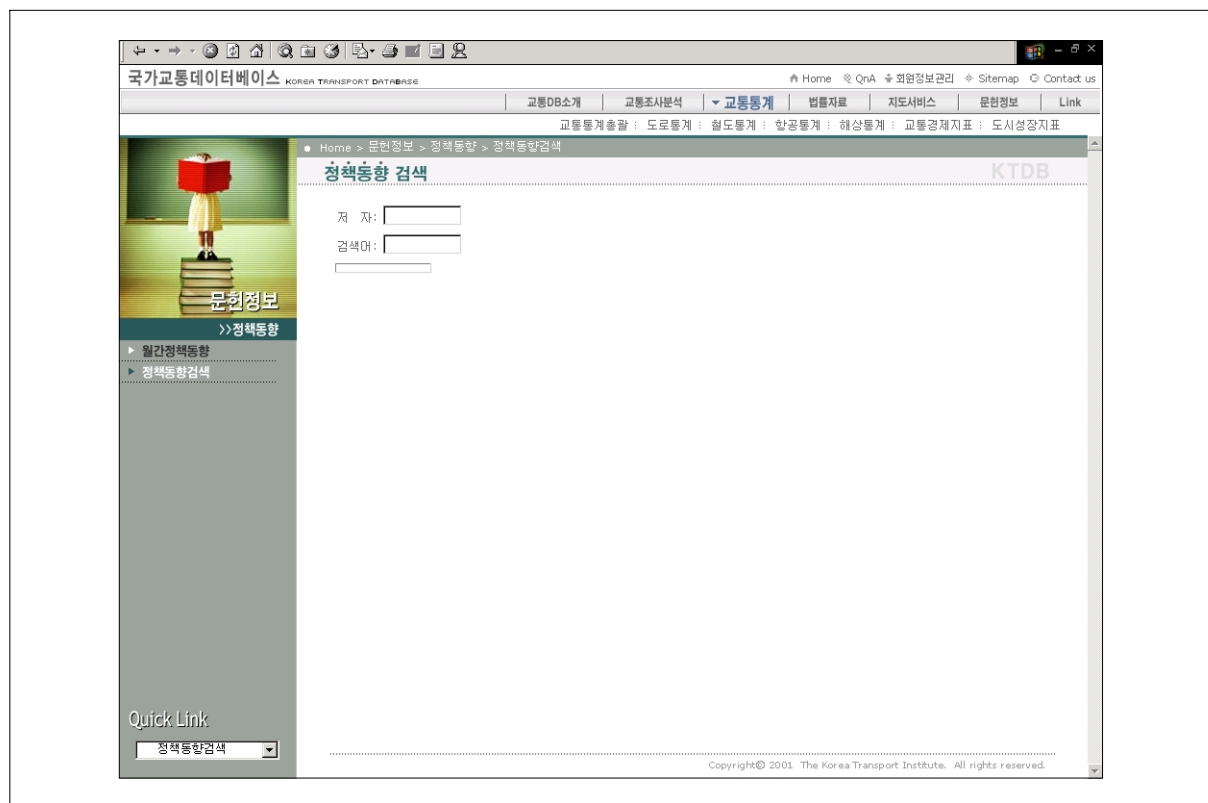 국가교통데이터베이스 KOREA TRANSPORT DATABASE
Home QnA 회원정보관리 Sitemap Contact us
교통DB소개 교통조사분석 교통통계 법률자료 지도서비스 문헌정보 Link
교통통계총괄 : 도로통계 : 철도통계 : 항공통계 : 해상통계 : 교통경제지표 : 도시성장지표
Home > 문헌정보 > 정책동향 > 정책동향검색
정책동향 검색
KTDB
저 자:
검색어:
문헌정보
>>정책동향
월간정책동향
정책동향검색
Quick Link
정책동향검색
Copyright© 2001 The Korea Transport Institute. All rights reserved.